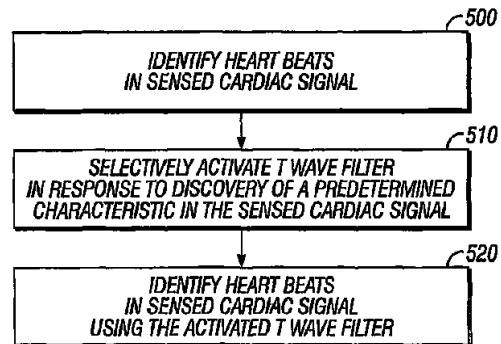 500
IDENTIFY HEART BEATS
IN SENSED CARDIAC SIGNAL
510
SELECTIVELY ACTIVATE T WAVE FILTER
IN RESPONSE TO DISCOVERY OF A PREDETERMINED
CHARACTERISTIC IN THE SENSED CARDIAC SIGNAL
520
IDENTIFY HEART BEATS
IN SENSED CARDIAC SIGNAL
USING THE ACTIVATED T WAVE FILTER